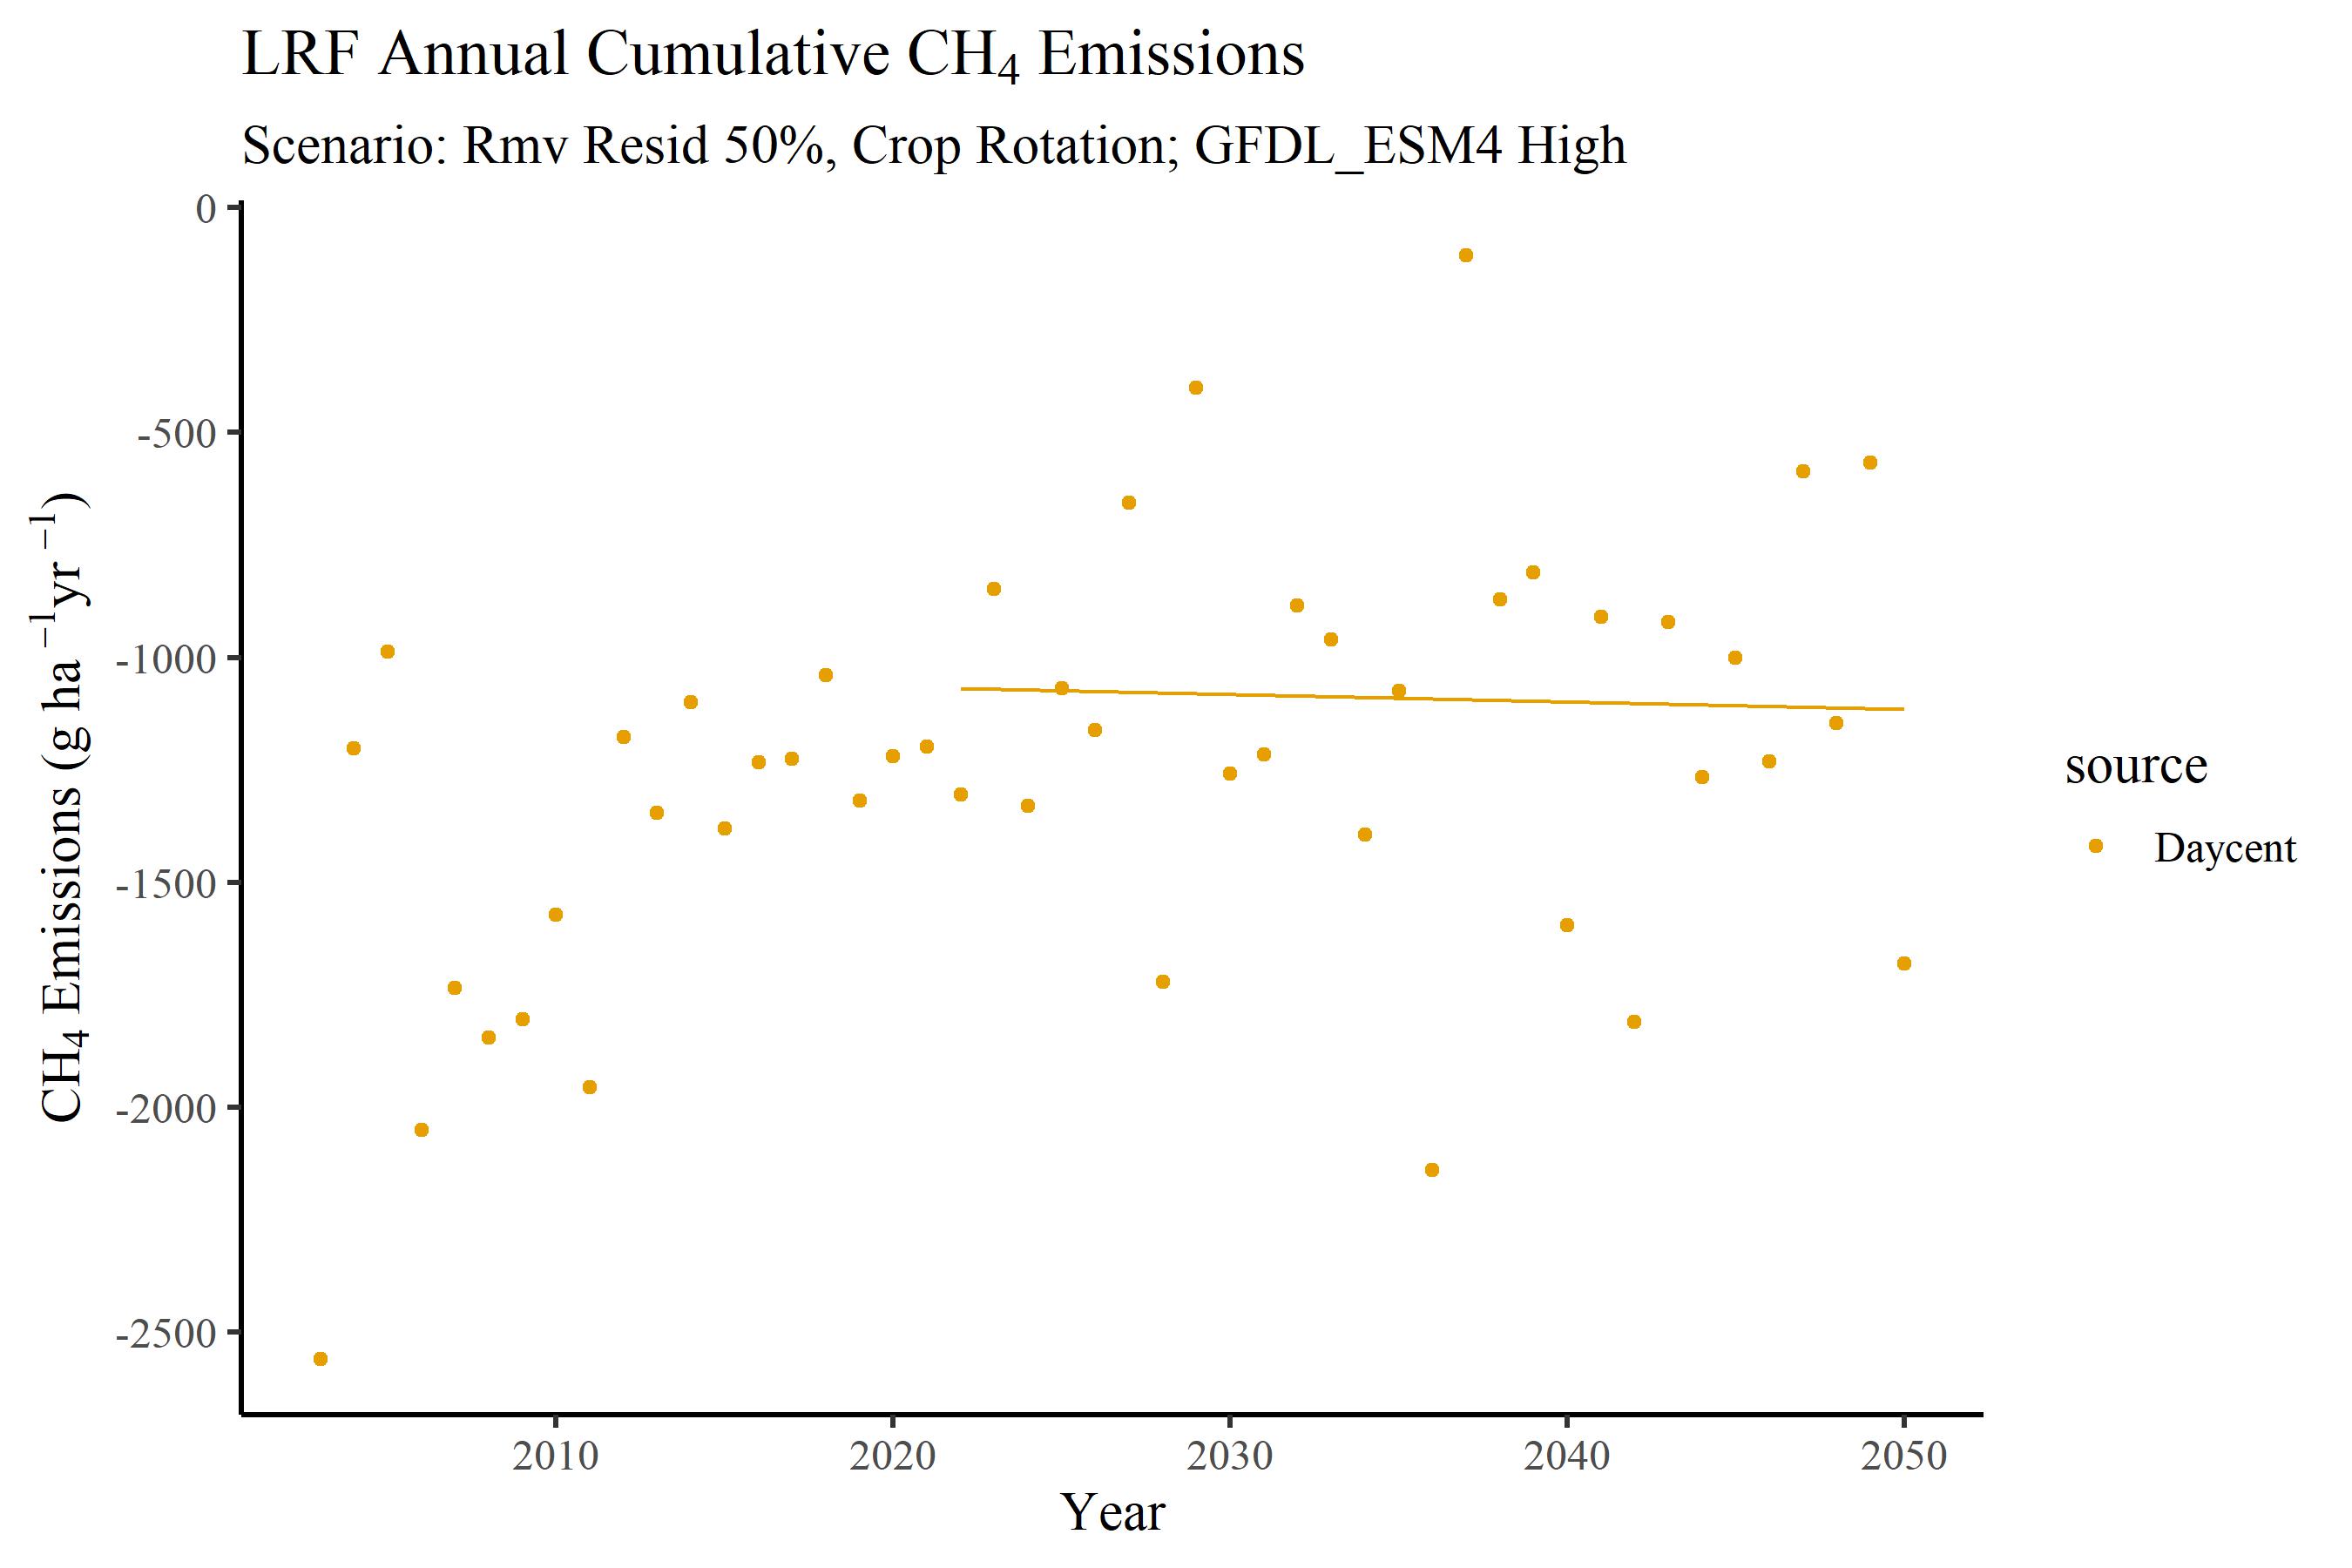 LRF Annual Cumulative CH₄ Emissions
Scenario: Rmv Resid 50%, Crop Rotation; GFDL_ESM4 High
CH₄ Emissions (g ha⁻¹yr⁻¹)
0
-500
-1000
-1500
-2000
-2500
2010 2020 2030 2040 2050
Year
source
Daycent